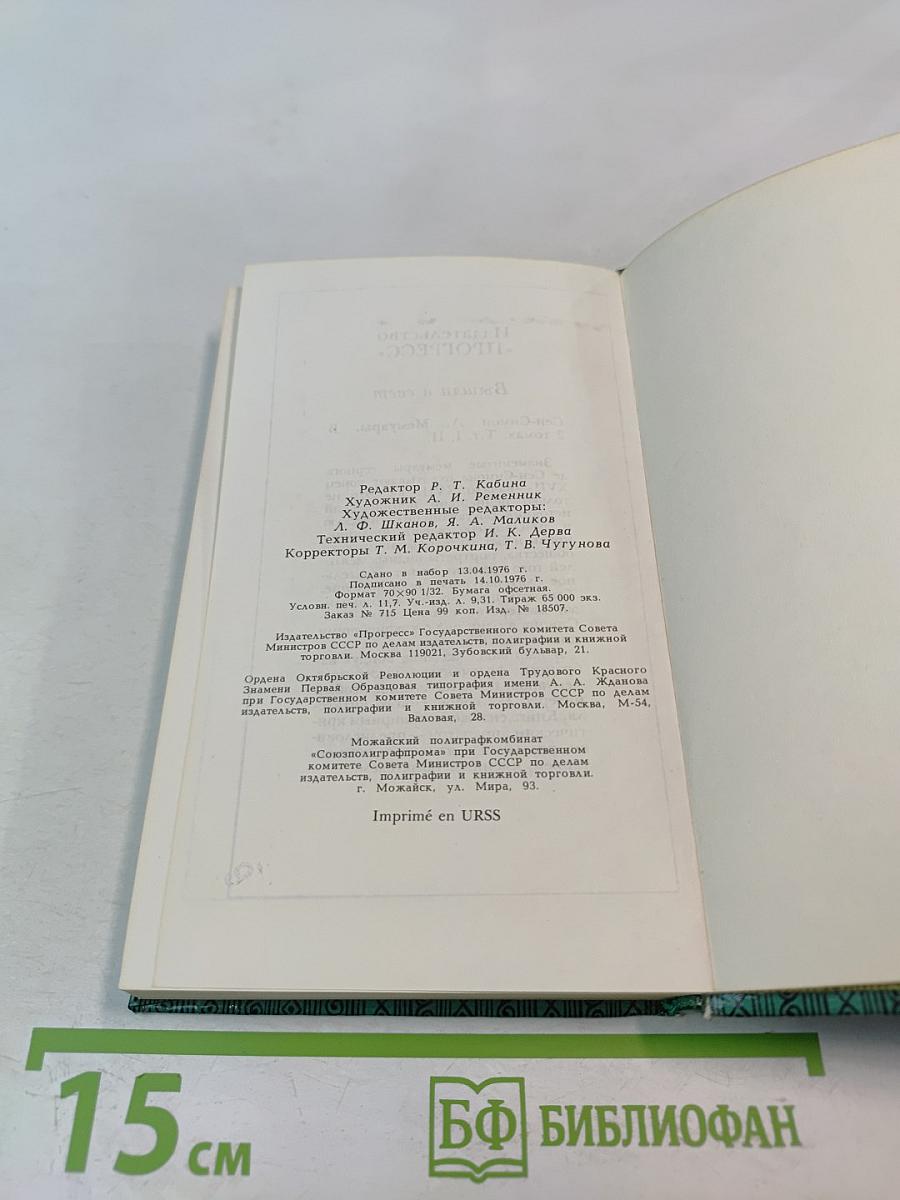 Редактор Р. Т. Кабина
Художник А. И. Ременник
Художественные редакторы:
Л. Ф. Шканов, Я. А. Маликов
Технический редактор И. К. Дерва
Корректоры Т. М. Корочкина, Т. В. Чугунова
Сдано в набор 13.04.1976 г.
Подписано в печать 14.10.1976 г.
Формат 70×90 1/32. Бумага офсетная.
Условн. печ. л. 11,7. Уч.-изд. л. 9,31. Тираж 65 000 экз.
Заказ № 715 Цена 99 коп. Изд. № 18507.
Издательство «Прогресс» Государственного комитета Совета
Министров СССР по делам издательств, полиграфии и книжной
торговли. Москва 119021, Зубовский бульвар, 21.
Ордена Октябрьской Революции и ордена Трудового Красного
Знамени Первая Образцовая типография имени А. А. Жданова
при Государственном комитете Совета Министров СССР по делам
издательств, полиграфии и книжной торговли. Москва, М-54,
Валовая, 28.
Можайский полиграфкомбинат
«Союзполиграфпрома» при Государственном
комитете Совета Министров СССР по делам
издательств, полиграфии и книжной торговли.
г. Можайск, ул. Мира, 93.
Imprimé en URSS
15 см
БФ БИБЛИОФАН